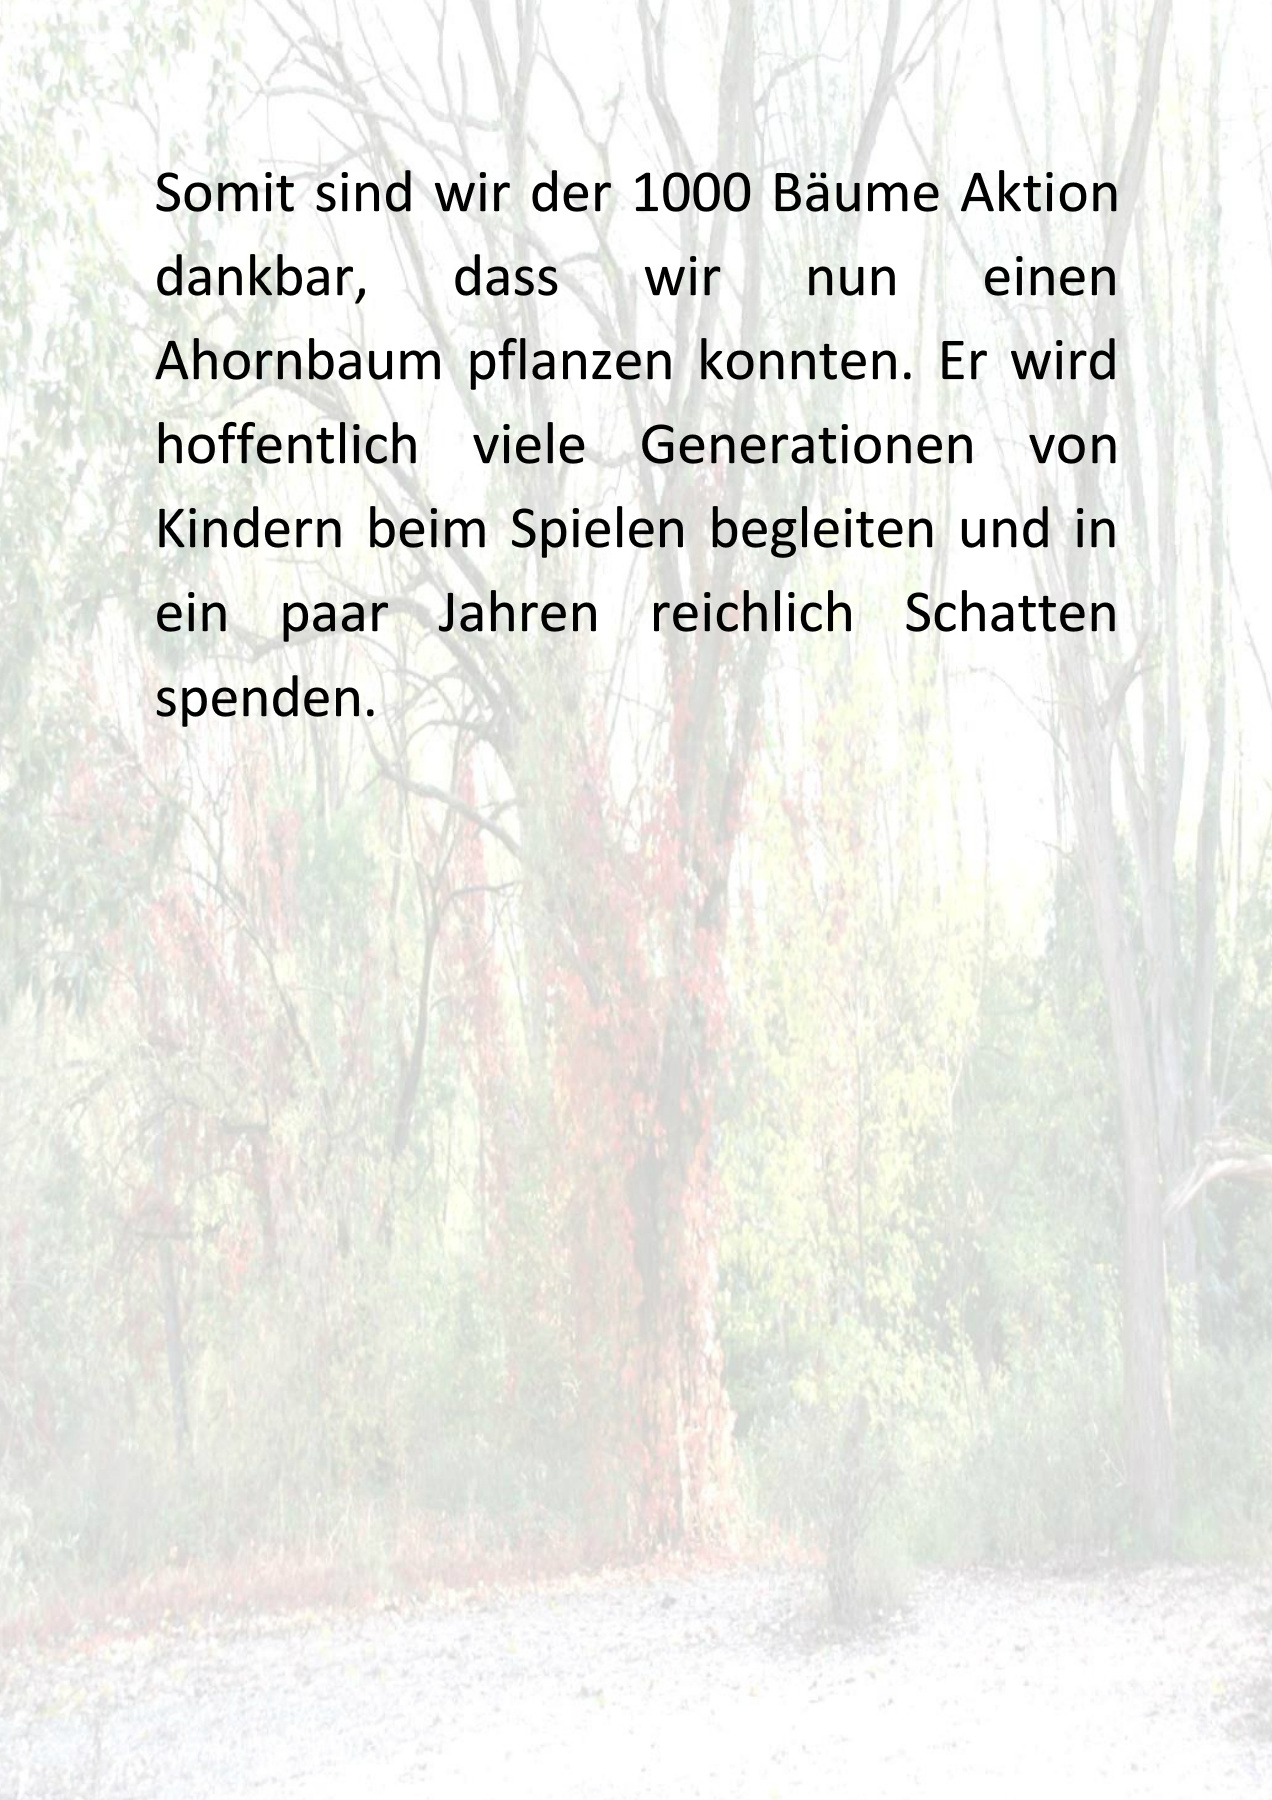 Somit sind wir der 1000 Bäume Aktion
dankbar, dass wir nun einen
Ahornbaum pflanzen konnten. Er wird
hoffentlich viele Generationen von
Kindern beim Spielen begleiten und in
ein paar Jahren reichlich Schatten
spenden.